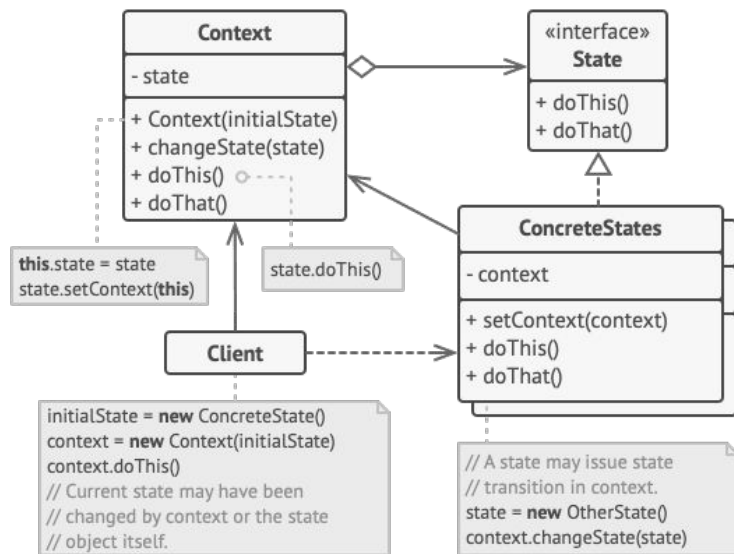 Context
- state
+ Context(initialState)
+ changeState(state)
+ doThis()
+ doThat()
«interface»
State
+ doThis()
+ doThat()
this.state = state
state.setContext(this)
state.doThis()
ConcreteStates
- context
+ setContext(context)
+ doThis()
+ doThat()
Client
initialState = new ConcreteState()
context = new Context(initialState)
context.doThis()
// Current state may have been
// changed by context or the state
// object itself.
// A state may issue state
// transition in context.
state = new OtherState()
context.changeState(state)